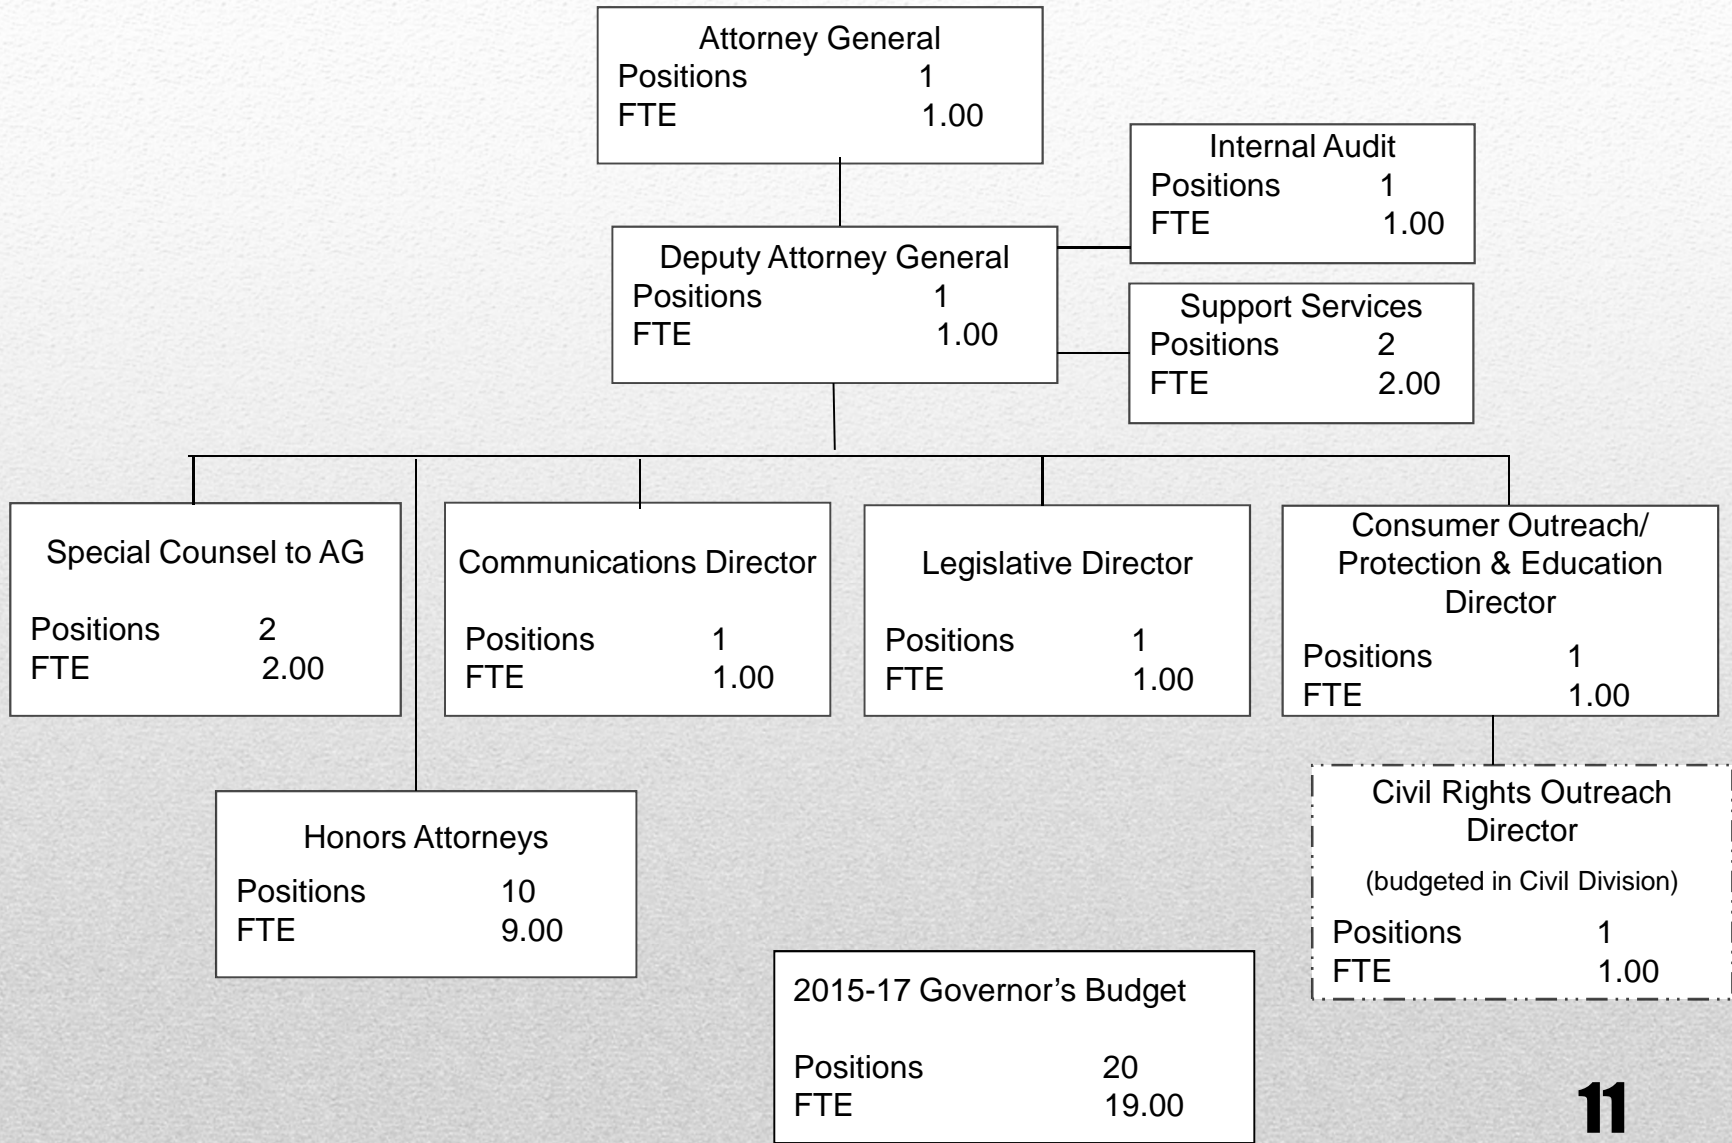 Attorney General
Positions 1
FTE 1.00
Internal Audit
Positions 1
FTE 1.00
Deputy Attorney General
Positions 1
FTE 1.00
Support Services
Positions 2
FTE 2.00
Special Counsel to AG
Positions 2
FTE 2.00
Communications Director
Positions 1
FTE 1.00
Legislative Director
Positions 1
FTE 1.00
Consumer Outreach/
Protection & Education
Director
Positions 1
FTE 1.00
Honors Attorneys
Positions 10
FTE 9.00
Civil Rights Outreach
Director
(budgeted in Civil Division)
Positions 1
FTE 1.00
2015-17 Governor’s Budget
Positions 20
FTE 19.00
11